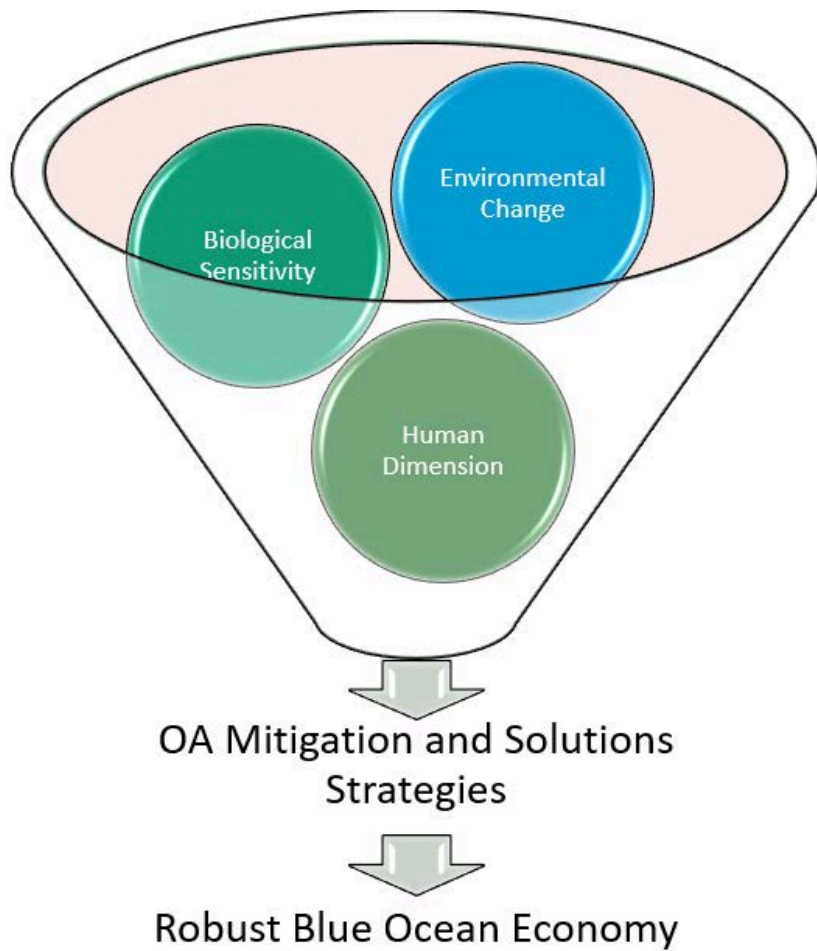 Environmental
Change
Biological
Sensitivity
Human
Dimension
OA Mitigation and Solutions
Strategies
Robust Blue Ocean Economy